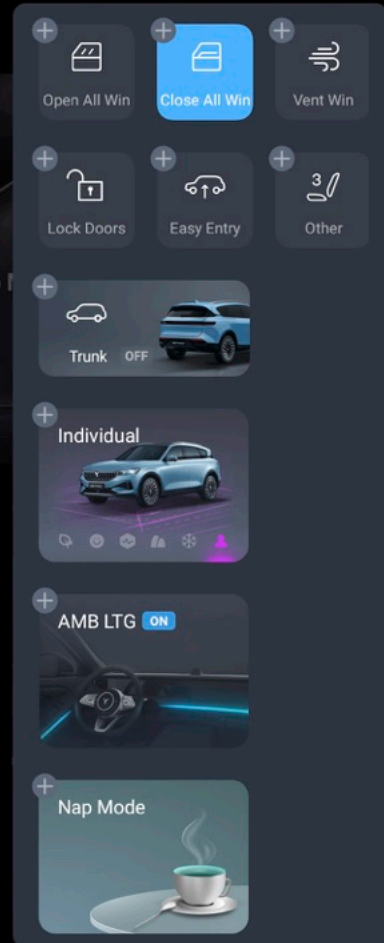 Open All Win
Close All Win
Vent Win
Lock Doors
Easy Entry
3
Other
Trunk OFF
Individual
AMB LTG ON
Nap Mode